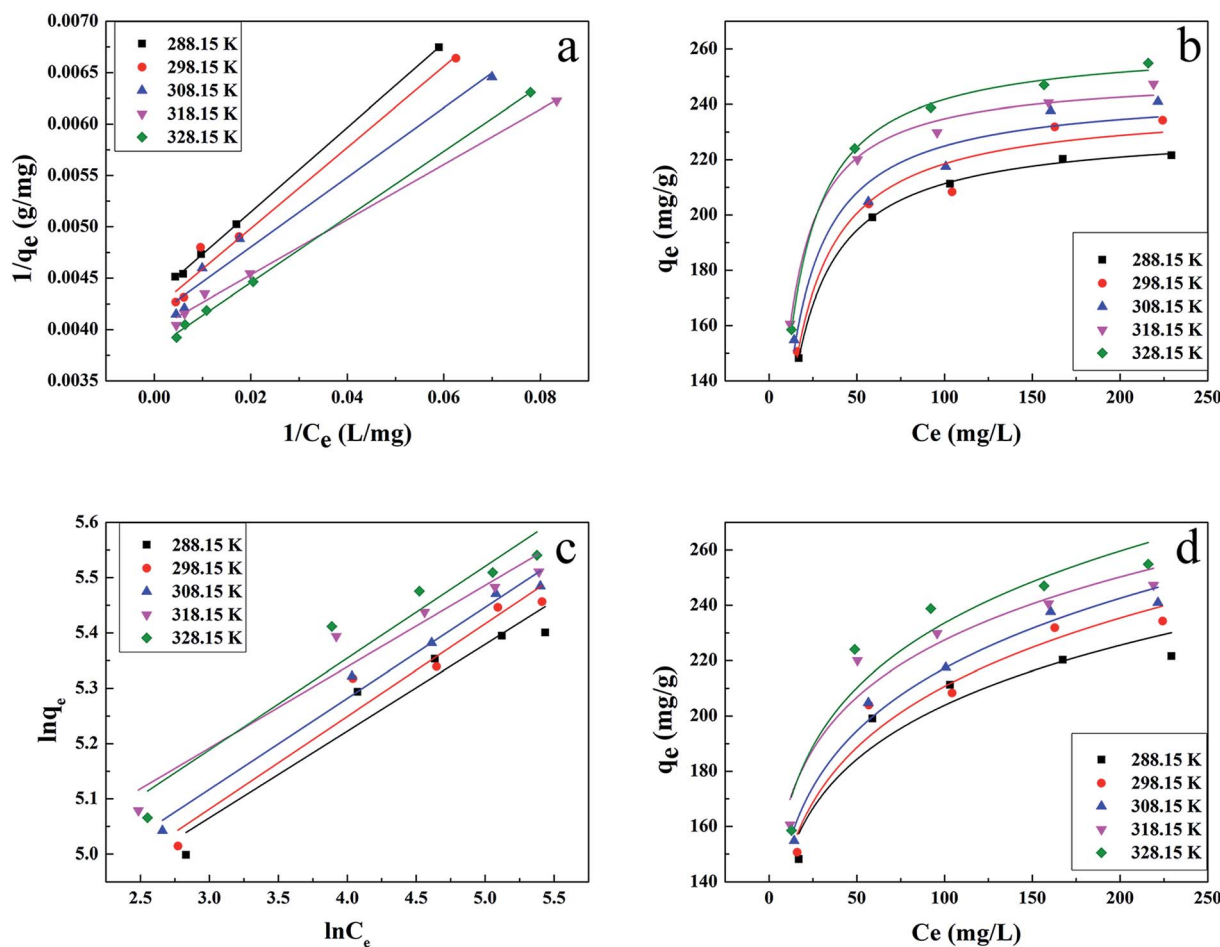 a
288.15 K
298.15 K
308.15 K
318.15 K
328.15 K
0.0070
0.0065
0.0060
0.0055
0.0050
0.0045
0.0040
0.0035
1/qe (g/mg)
0.00 0.02 0.04 0.06 0.08
1/Ce (L/mg)
b
260
240
220
200
180
160
140
qe (mg/g)
288.15 K
298.15 K
308.15 K
318.15 K
328.15 K
0 50 100 150 200 250
Ce (mg/L)
c
288.15 K
298.15 K
308.15 K
318.15 K
328.15 K
5.6
5.5
5.4
5.3
5.2
5.1
5.0
lnqe
2.5 3.0 3.5 4.0 4.5 5.0 5.5
lnCe
d
260
240
220
200
180
160
140
qe (mg/g)
288.15 K
298.15 K
308.15 K
318.15 K
328.15 K
0 50 100 150 200 250
Ce (mg/L)